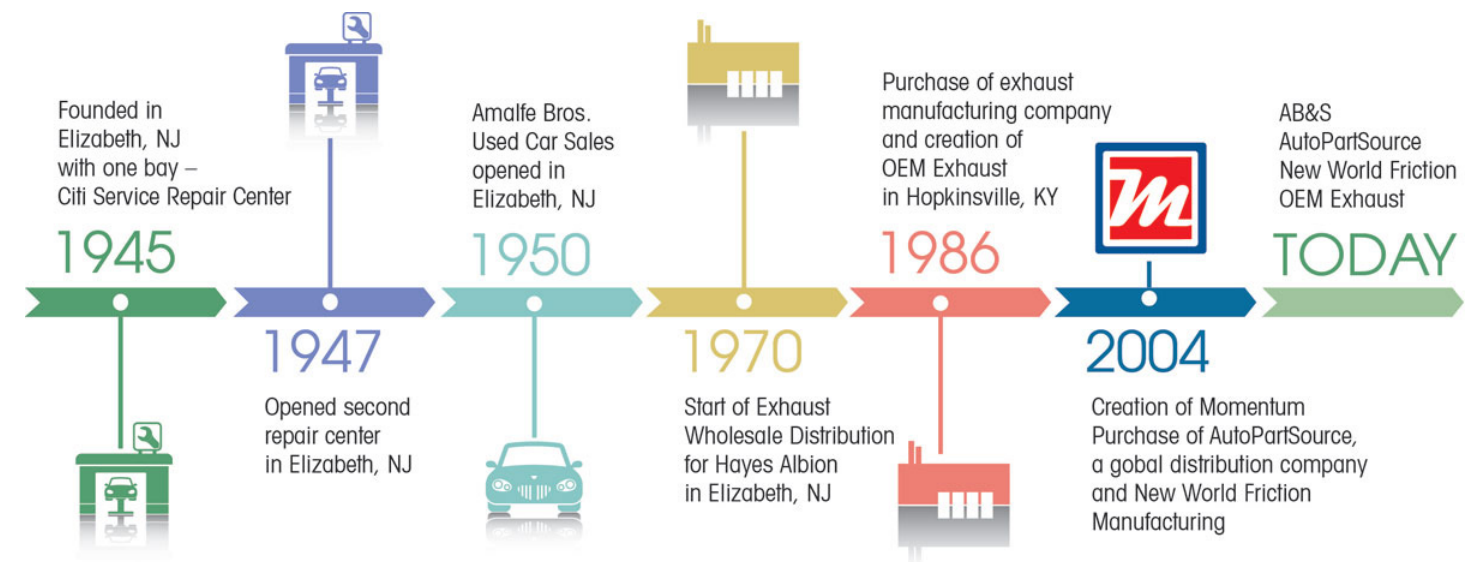 Founded in
Elizabeth, NJ
with one bay –
Citi Service Repair Center
1945
1947
Opened second
repair center
in Elizabeth, NJ
Amalfe Bros.
Used Car Sales
opened in
Elizabeth, NJ
1950
1970
Start of Exhaust
Wholesale Distribution
for Hayes Albion
in Elizabeth, NJ
Purchase of exhaust
manufacturing company
and creation of
OEM Exhaust
in Hopkinsville, KY
1986
m
2004
Creation of Momentum
Purchase of AutoPartSource,
a gobal distribution company
and New World Friction
Manufacturing
AB&S
AutoPartSource
New World Friction
OEM Exhaust
TODAY